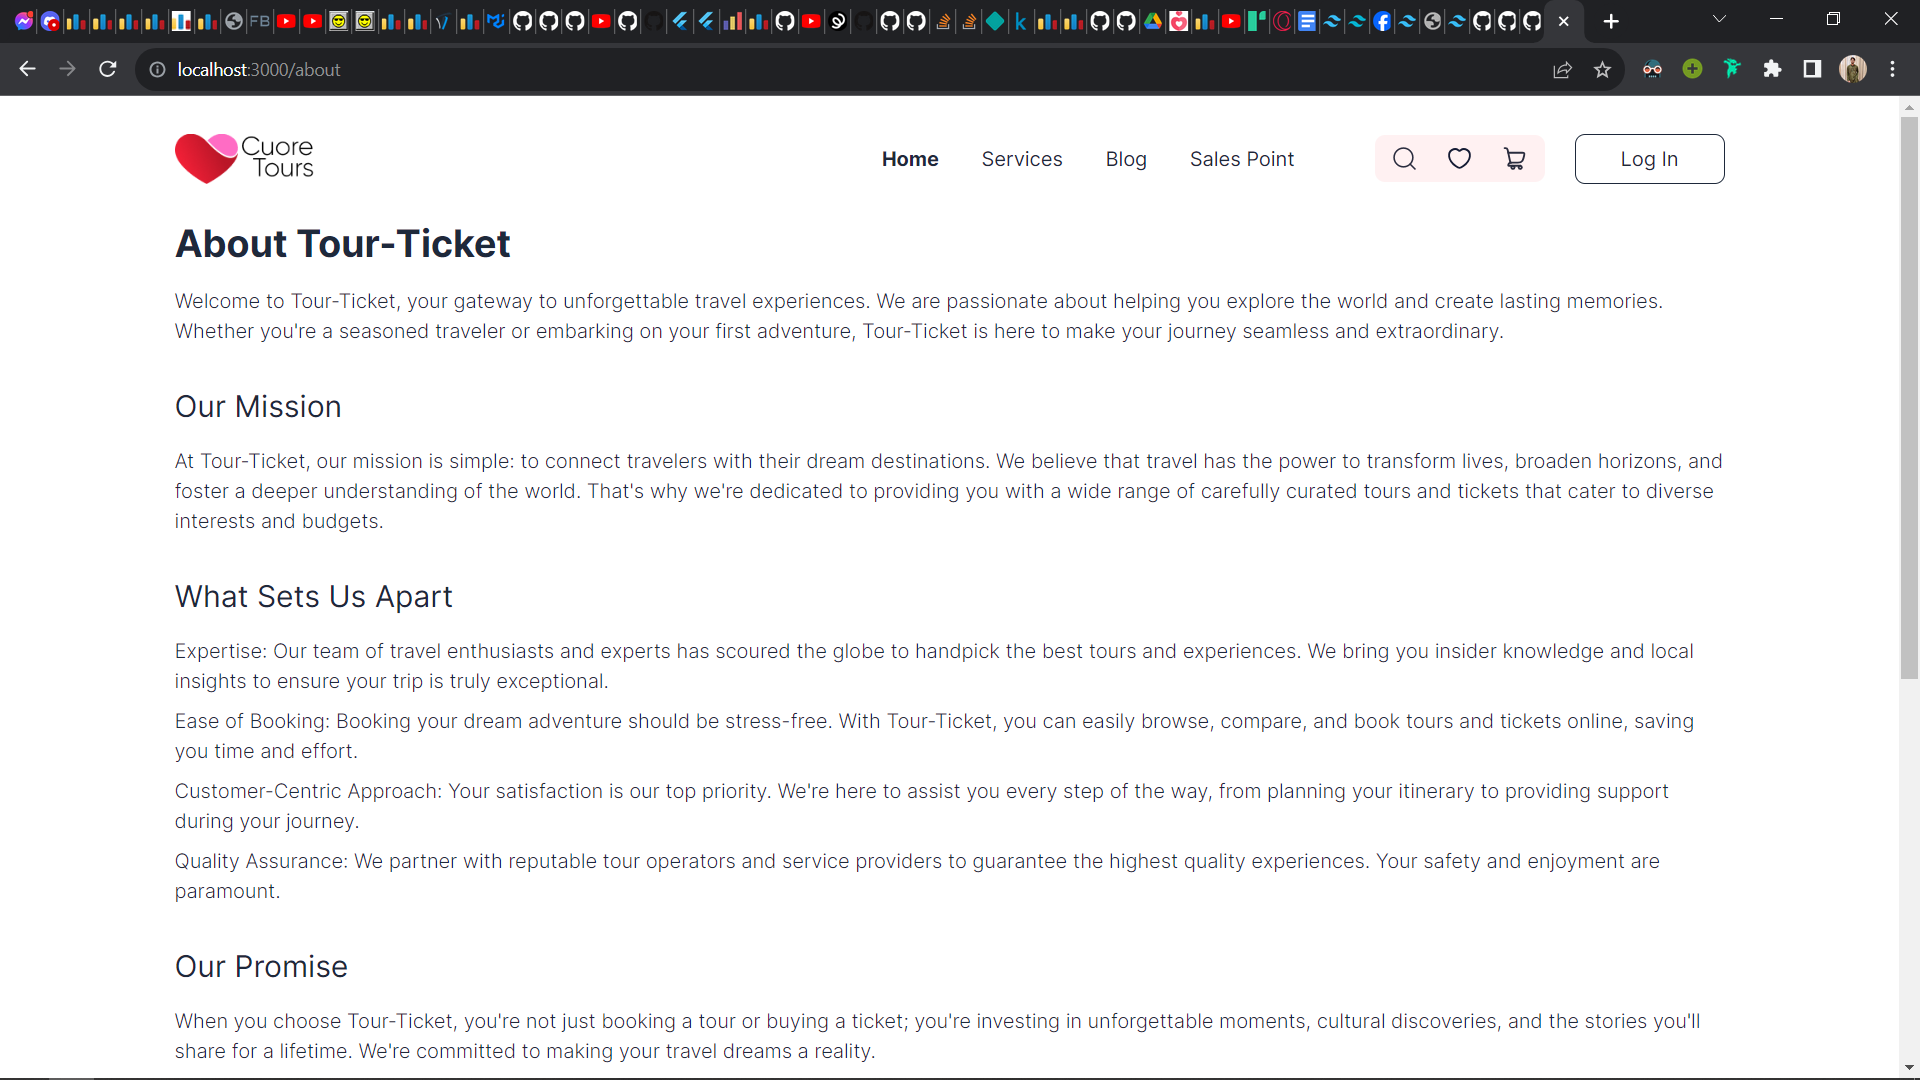 FB
k
localhost:3000/about
Cuore
Tours
Home
Services
Blog
Sales Point
Log In
About Tour-Ticket
Welcome to Tour-Ticket, your gateway to unforgettable travel experiences. We are passionate about helping you explore the world and create lasting memories.
Whether you're a seasoned traveler or embarking on your first adventure, Tour-Ticket is here to make your journey seamless and extraordinary.
Our Mission
At Tour-Ticket, our mission is simple: to connect travelers with their dream destinations. We believe that travel has the power to transform lives, broaden horizons, and
foster a deeper understanding of the world. That's why we're dedicated to providing you with a wide range of carefully curated tours and tickets that cater to diverse
interests and budgets.
What Sets Us Apart
Expertise: Our team of travel enthusiasts and experts has scoured the globe to handpick the best tours and experiences. We bring you insider knowledge and local
insights to ensure your trip is truly exceptional.
Ease of Booking: Booking your dream adventure should be stress-free. With Tour-Ticket, you can easily browse, compare, and book tours and tickets online, saving
you time and effort.
Customer-Centric Approach: Your satisfaction is our top priority. We're here to assist you every step of the way, from planning your itinerary to providing support
during your journey.
Quality Assurance: We partner with reputable tour operators and service providers to guarantee the highest quality experiences. Your safety and enjoyment are
paramount.
Our Promise
When you choose Tour-Ticket, you're not just booking a tour or buying a ticket; you're investing in unforgettable moments, cultural discoveries, and the stories you'll
share for a lifetime. We're committed to making your travel dreams a reality.